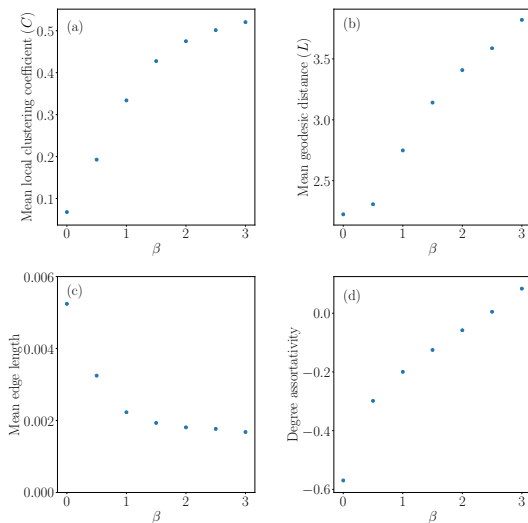 Mean local clustering coefficient (C)
(a)
0.5
0.4
0.3
0.2
0.1
0 1 2 3
β
Mean geodesic distance (L)
(b)
3.5
3.0
2.5
0 1 2 3
β
Mean edge length
(c)
0.006
0.004
0.002
0.000
0 1 2 3
β
Degree assortativity
(d)
0.0
−0.2
−0.4
−0.6
0 1 2 3
β